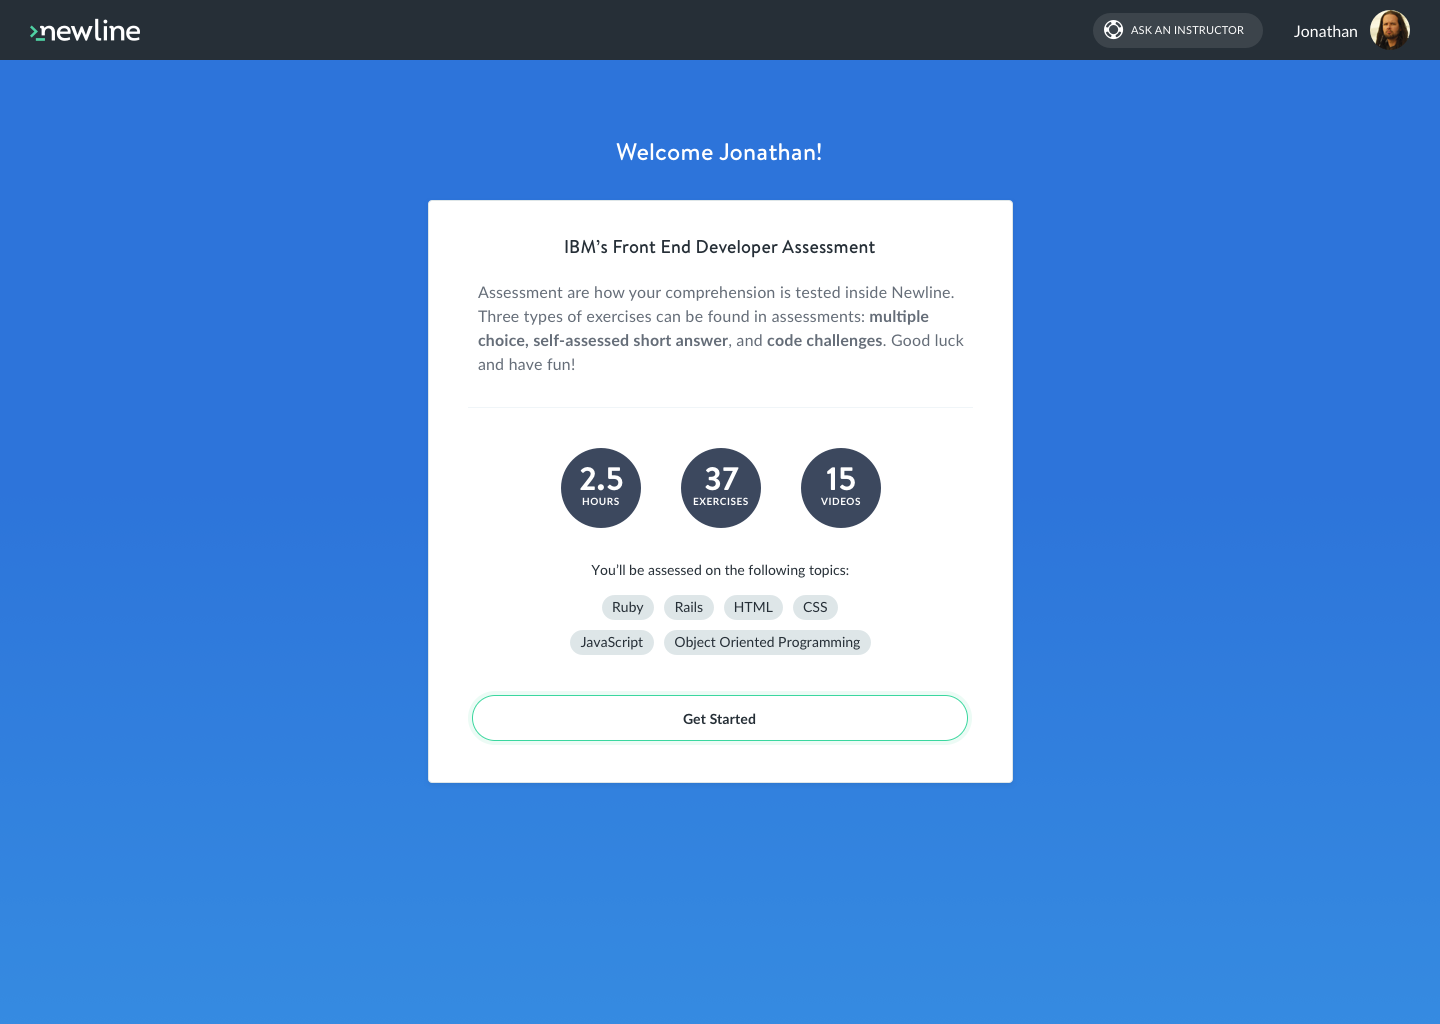 newline
ASK AN INSTRUCTOR
Jonathan
Welcome Jonathan!
IBM's Front End Developer Assessment
Assessment are how your comprehension is tested inside Newline.
Three types of exercises can be found in assessments: multiple
choice, self-assessed short answer, and code challenges. Good luck
and have fun!
2.5
HOURS
37
EXERCISES
15
VIDEOS
You'll be assessed on the following topics:
Ruby Rails HTML CSS
JavaScript Object Oriented Programming
Get Started